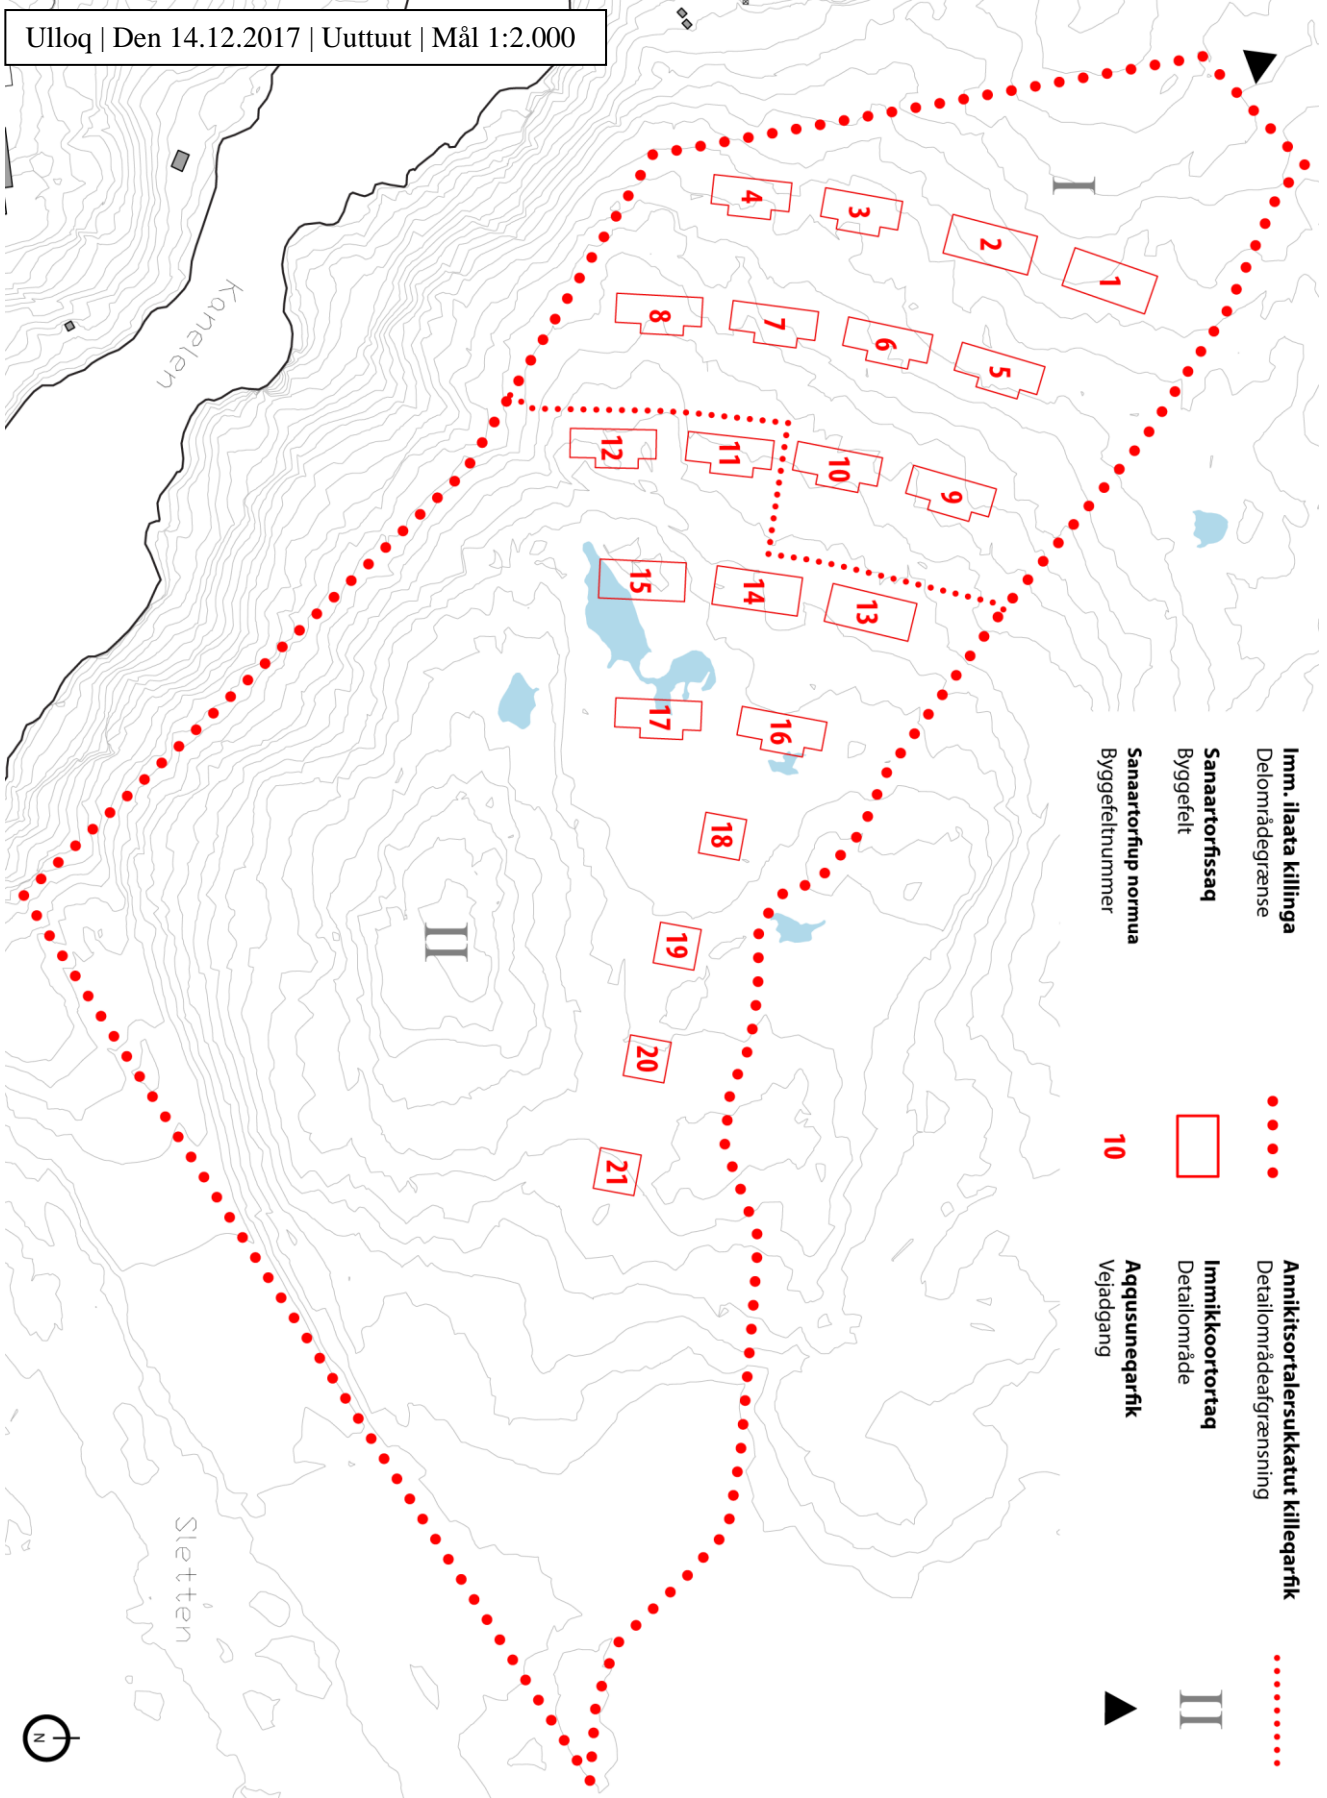 Ulloq | Den 14.12.2017 | Uuttuut | Mål 1:2.000
I
4
3
2
1
8
7
6
5
12
11
10
9
15
14
13
17
16
18
19
20
21
II
Kanelen
Sletten
Imm. ilaata killinga
Delområdegrænse
Sanaartorfissaq
Byggefelt
Sanaartorfiup normua
Byggefeltnummer
10
Annikitsortalersukkatut killeqarfik
Detailområdeafgrænsning
Immikkoortortaq
Detailområde
II
Aqqusuneqarfik
Vejadgang
N